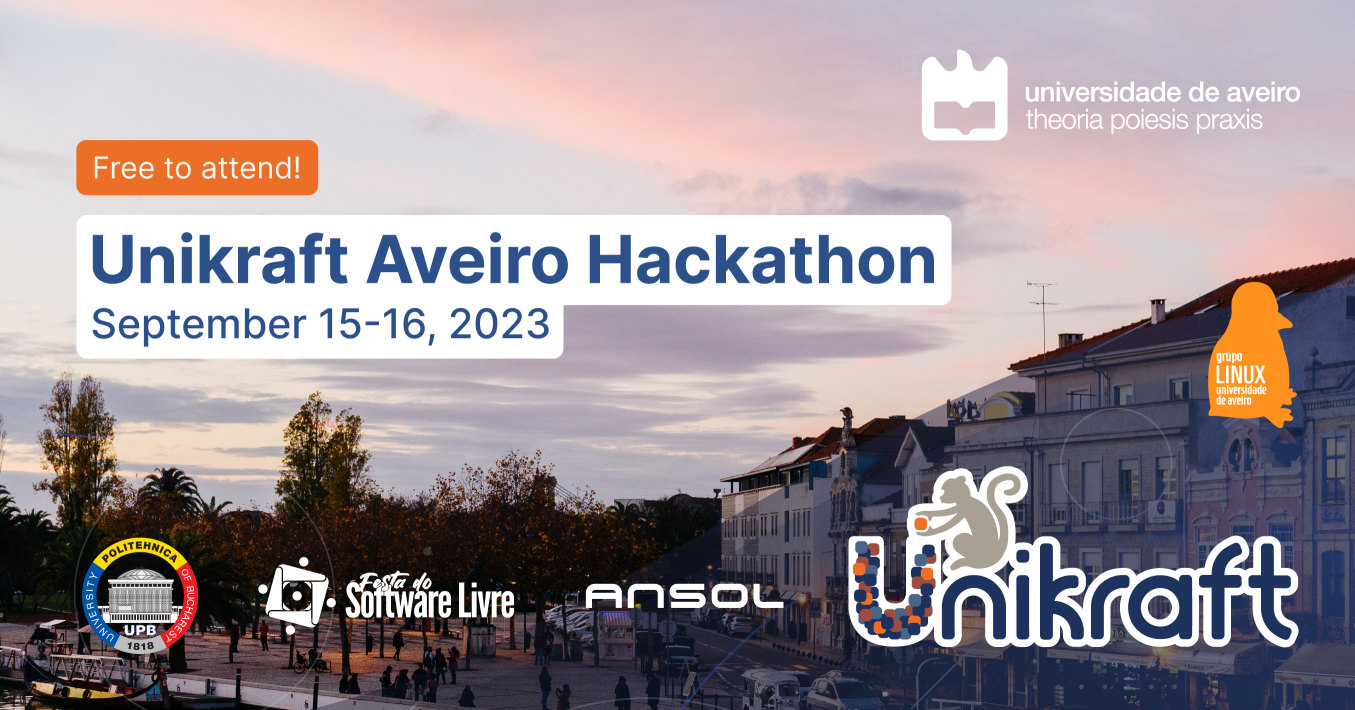 universidade de aveiro
theoria poiesis praxis
Free to attend!
Unikraft Aveiro Hackathon
September 15-16, 2023
grupo
LINUX
universidade
de aveiro
UNIVERSITY POLITEHNICA OF BUCHAREST
UPB
1818
Festa do
Software Livre
ANSOL
Unikraft